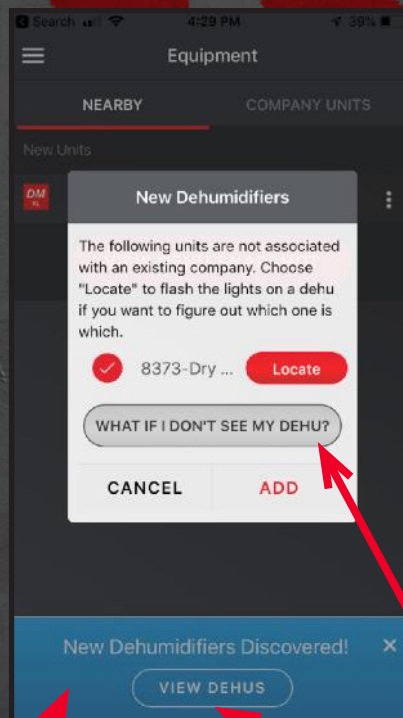 Search 4:29 PM 39%
Equipment
NEARBY COMPANY UNITS
New Units
DM
New Dehumidifiers
The following units are not associated
with an existing company. Choose
"Locate" to flash the lights on a dehu
if you want to figure out which one is
which.
8373-Dry ... Locate
WHAT IF I DON'T SEE MY DEHU?
CANCEL ADD
New Dehumidifiers Discovered! ×
VIEW DEHUS